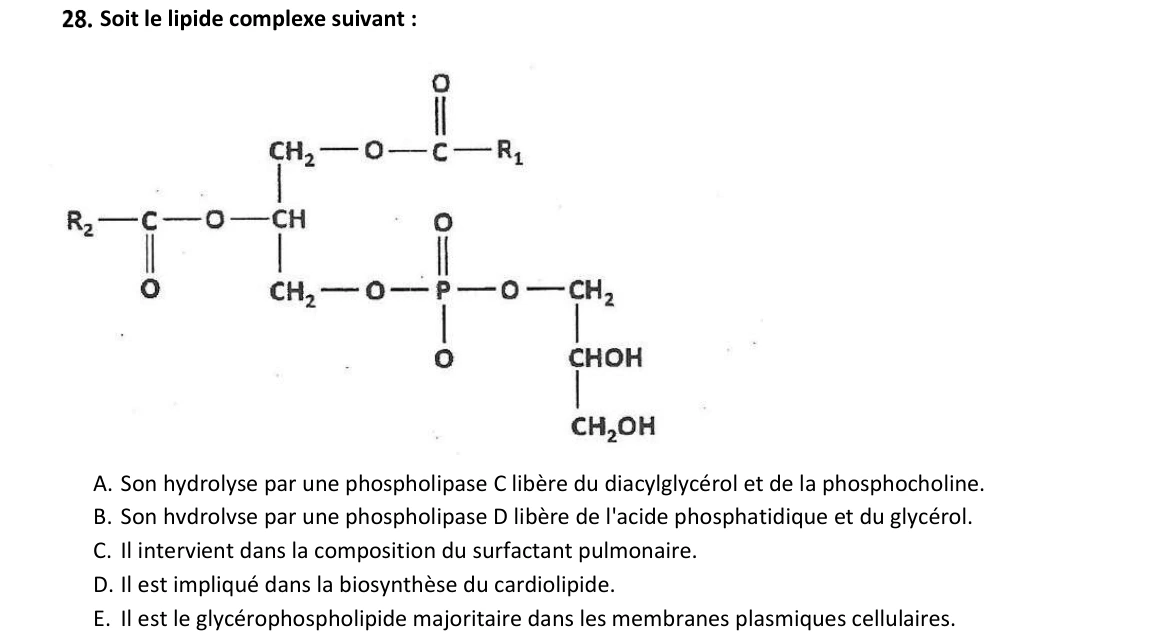 28. Soit le lipide complexe suivant :
O
CH₂—O—C—R₁
R₂—C—O—CH O
O CH₂—O—P—O—CH₂
O CHOH
CH₂OH
A. Son hydrolyse par une phospholipase C libère du diacylglycérol et de la phosphocholine.
B. Son hvdrolvse par une phospholipase D libère de l'acide phosphatidique et du glycérol.
C. Il intervient dans la composition du surfactant pulmonaire.
D. Il est impliqué dans la biosynthèse du cardiolipide.
E. Il est le glycérophospholipide majoritaire dans les membranes plasmiques cellulaires.